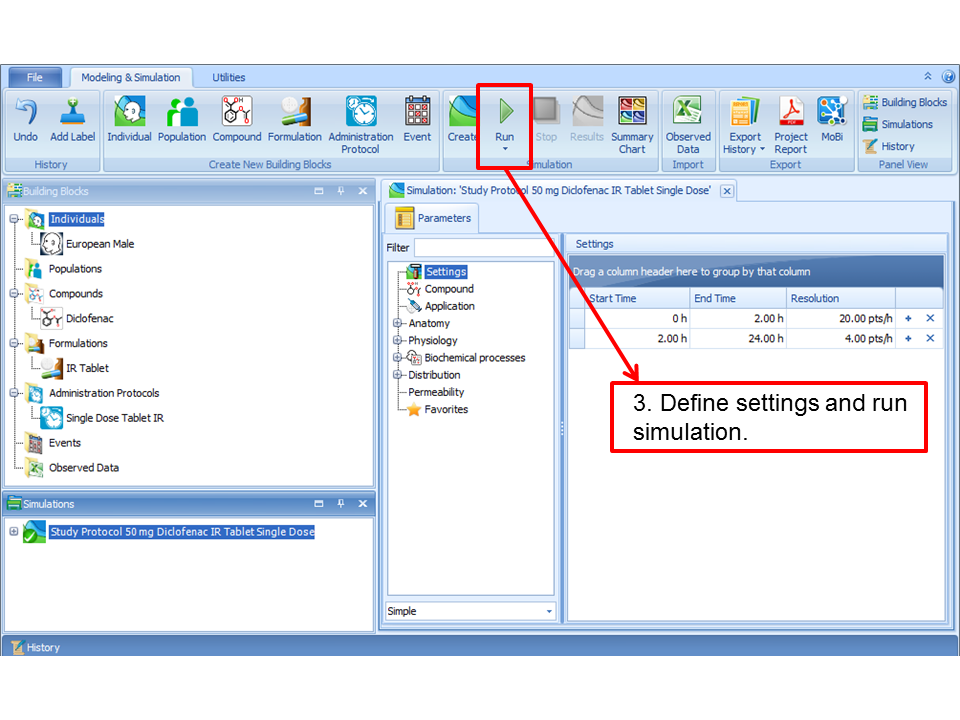 File
Modeling & Simulation
Utilities
Undo
Add Label
Individual
Population
Compound
Formulation
Administration
Protocol
Event
Create
Run
Stop
Results
Summary
Chart
Observed
Data
Export
History
Project
Report
MoBi
Building Blocks
Simulations
History
History
Create New Building Blocks
Simulation
Import
Export
Panel View
Building Blocks
Individuals
European Male
Populations
Compounds
Diclofenac
Formulations
IR Tablet
Administration Protocols
Single Dose Tablet IR
Events
Observed Data
Simulations
Study Protocol 50 mg Diclofenac IR Tablet Single Dose
Simulation: 'Study Protocol 50 mg Diclofenac IR Tablet Single Dose'
Parameters
Filter
Settings
Compound
Application
Anatomy
Physiology
Biochemical processes
Distribution
Permeability
Favorites
Simple
Settings
Drag a column header here to group by that column
Start Time End Time Resolution
0 h 2.00 h 20.00 pts/h
2.00 h 24.00 h 4.00 pts/h
3. Define settings and run
simulation.
History